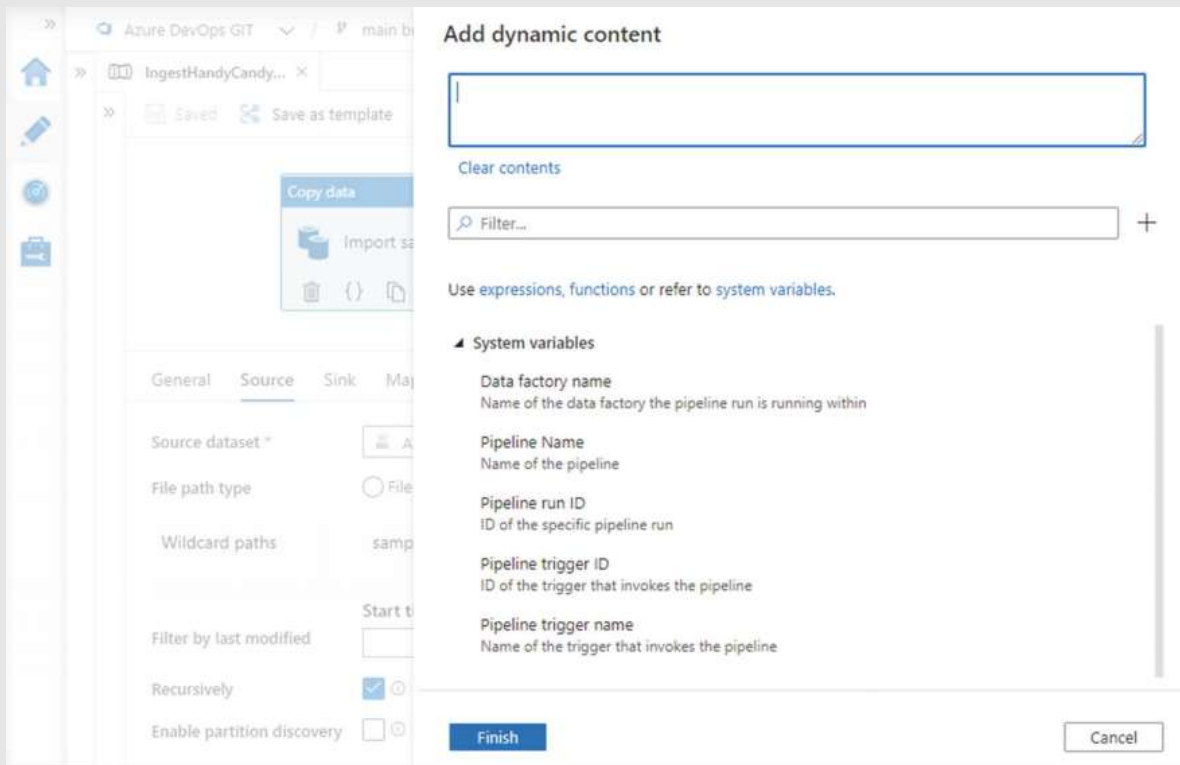 Azure DevOps GIT / main
IngestHandyCandy...
Saved Save as template
Copy data
Import
General Source Sink
Source dataset *
File path type File
Wildcard paths
Filter by last modified
Recursively
Enable partition discovery
Add dynamic content
Clear contents
Filter...
Use expressions, functions or refer to system variables.
System variables
Data factory name
Name of the data factory the pipeline run is running within
Pipeline Name
Name of the pipeline
Pipeline run ID
ID of the specific pipeline run
Pipeline trigger ID
ID of the trigger that invokes the pipeline
Pipeline trigger name
Name of the trigger that invokes the pipeline
Finish
Cancel